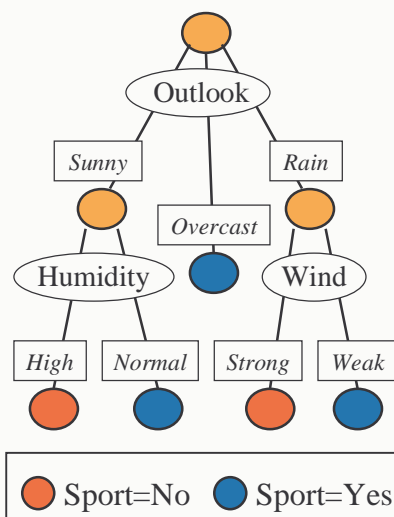 Outlook
Sunny
Rain
Overcast
Humidity
Wind
High
Normal
Strong
Weak
Sport=No
Sport=Yes